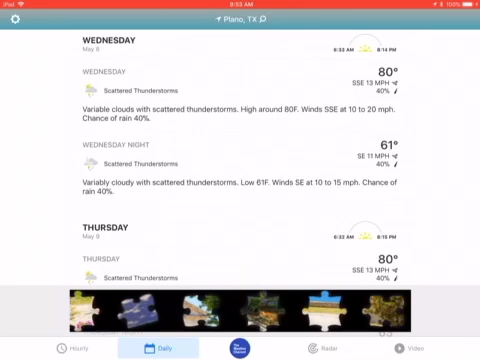 iPad
9:53 AM
100%
Plano, TX
WEDNESDAY
May 8
6:33 AM
8:14 PM
WEDNESDAY
80°
SSE 13 MPH
Scattered Thunderstorms
40%
Variable clouds with scattered thunderstorms. High around 80F. Winds SSE at 10 to 20 mph.
Chance of rain 40%.
WEDNESDAY NIGHT
61°
SE 11 MPH
Scattered Thunderstorms
40%
Variably cloudy with scattered thunderstorms. Low 61F. Winds SE at 10 to 15 mph. Chance of
rain 40%.
THURSDAY
May 9
6:32 AM
8:15 PM
THURSDAY
80°
SSE 13 MPH
Scattered Thunderstorms
40%
Hourly
Daily
The
Weather
Channel
Radar
Video